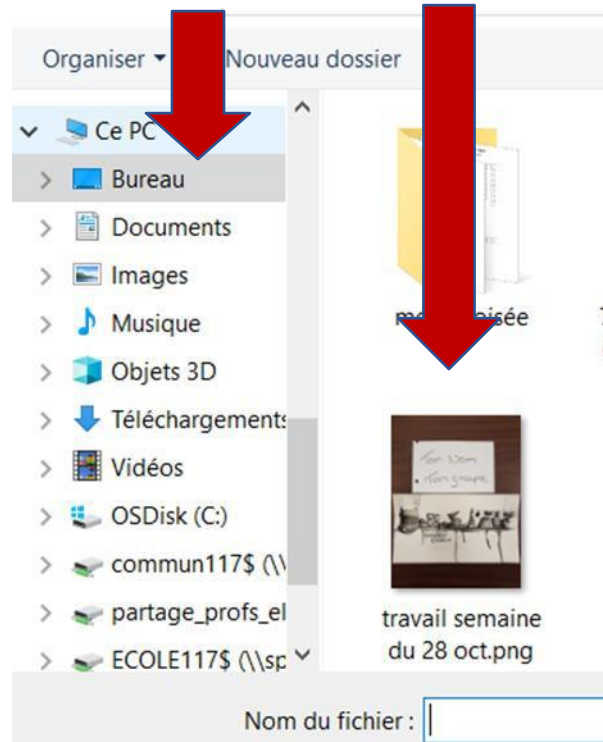 Organiser
Nouveau dossier
Ce PC
Bureau
Documents
Images
Musique
Objets 3D
Téléchargements
Vidéos
OSDisk (C:)
commun117$ (\\
partage_profs_el
ECOLE117$ (\\sp
Ton Nom
Ton groupe
travail semaine
du 28 oct.png
Nom du fichier :